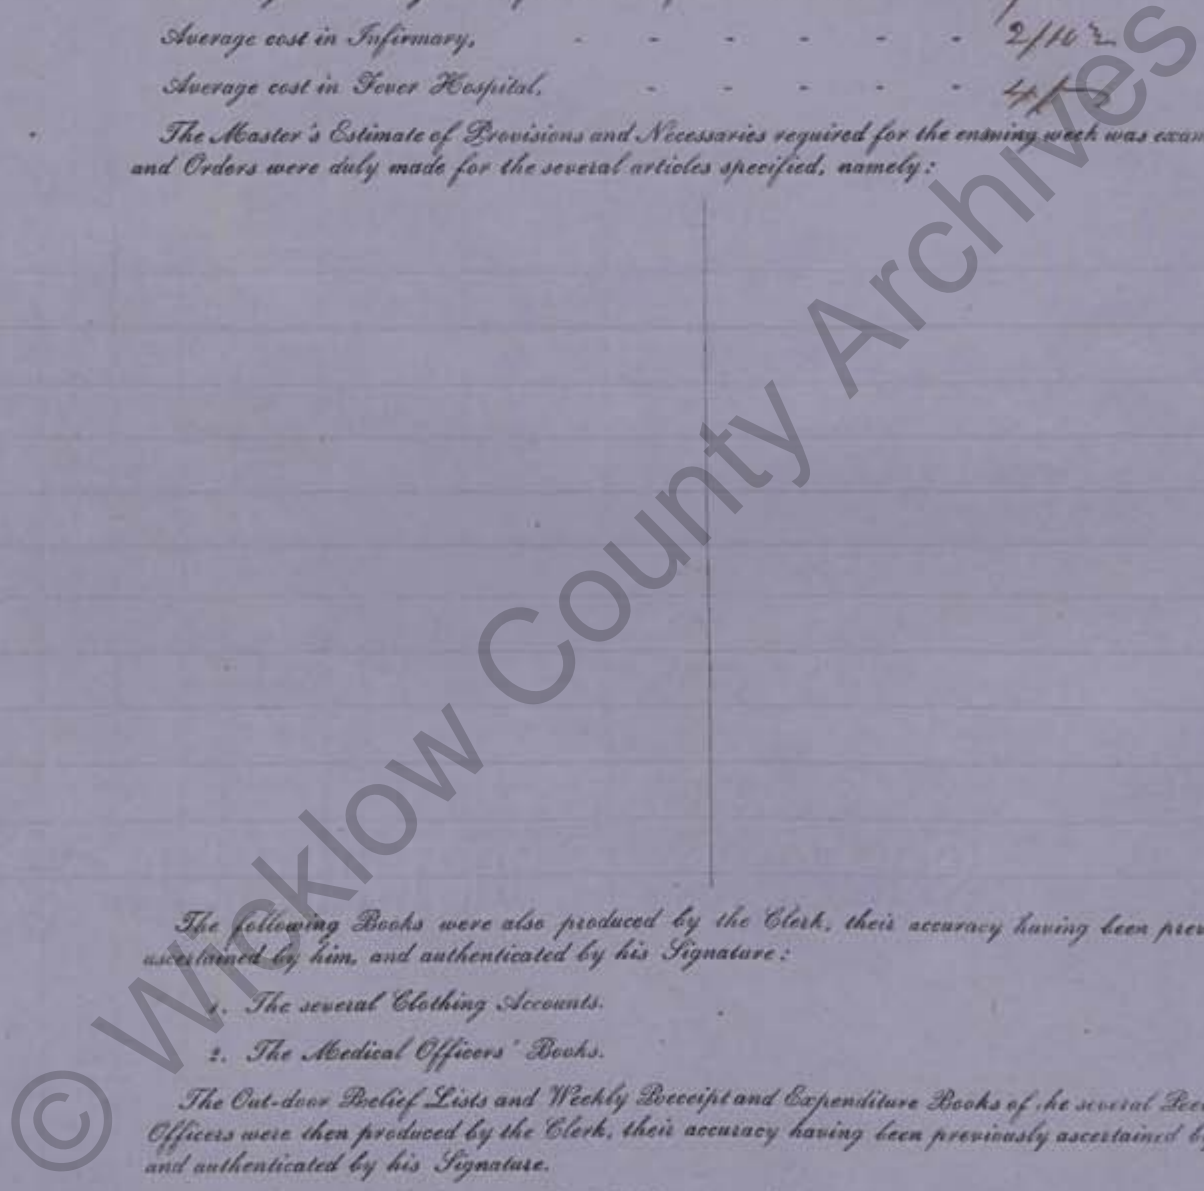 Average cost in Infirmary, - - - - - - 2/10½
Average cost in Fever Hospital, - - - - -
The Master's Estimate of Provisions and Necessaries required for the ensuing week was exam
and Orders were duly made for the several articles specified, namely:
The following Books were also produced by the Clerk, their accuracy having been prev
ascertained by him, and authenticated by his Signature:
1. The several Clothing Accounts.
2. The Medical Officers' Books.
The Out-door Relief Lists and Weekly Receipt and Expenditure Books of the several Re
Officers were then produced by the Clerk, their accuracy having been previously ascertained b
and authenticated by his Signature.
© Wicklow County Archives